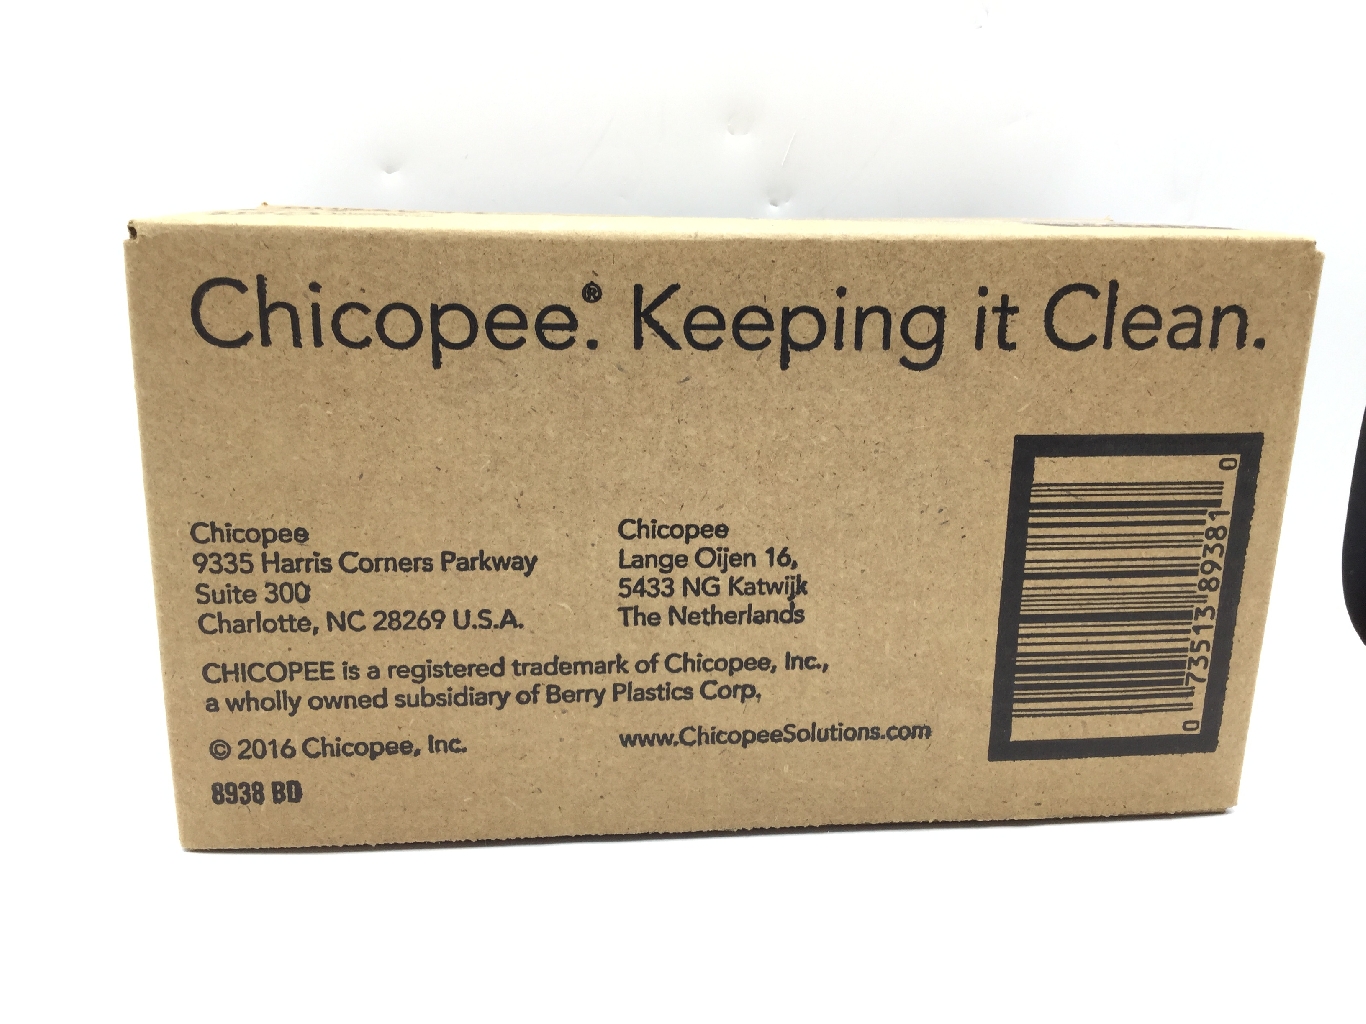 Chicopee®. Keeping it Clean.
Chicopee
9335 Harris Corners Parkway
Suite 300
Charlotte, NC 28269 U.S.A.
Chicopee
Lange Oijen 16,
5433 NG Katwijk
The Netherlands
CHICOPEE is a registered trademark of Chicopee, Inc.,
a wholly owned subsidiary of Berry Plastics Corp.
© 2016 Chicopee, Inc.
www.ChicopeeSolutions.com
8938 BD
0 73513 89381 0